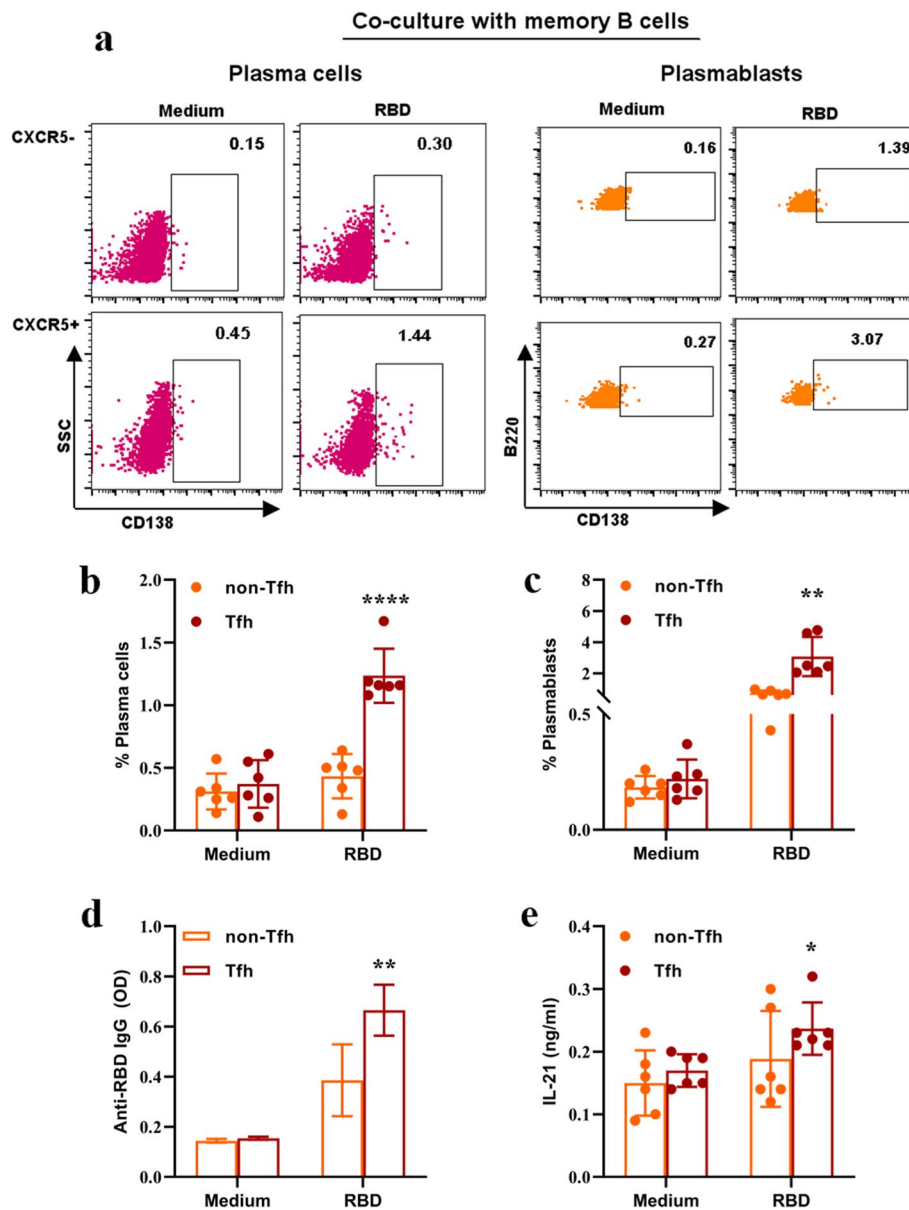 a
Co-culture with memory B cells
Plasma cells
Plasmablasts
Medium
RBD
Medium
RBD
CXCR5-
0.15
0.30
0.16
1.39
CXCR5+
0.45
1.44
0.27
3.07
SSC
B220
CD138
CD138
b
non-Tfh
Tfh
****
% Plasma cells
2.0
1.5
1.0
0.5
0.0
Medium
RBD
c
non-Tfh
Tfh
**
% Plasmablasts
8
6
4
2
0.5
0.0
Medium
RBD
d
non-Tfh
Tfh
**
Anti-RBD IgG (OD)
1.0
0.8
0.6
0.4
0.2
0.0
Medium
RBD
e
non-Tfh
Tfh
*
IL-21 (ng/ml)
0.4
0.3
0.2
0.1
0.0
Medium
RBD